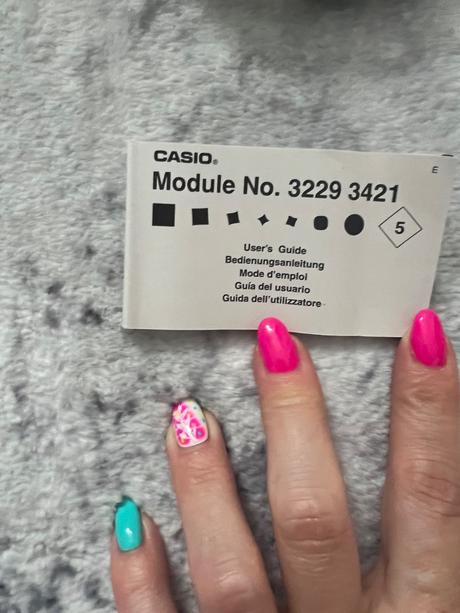 CASIO®
E
Module No. 3229 3421
5
User's Guide
Bedienungsanleitung
Mode d'emploi
Guía del usuario
Guida dell'utilizzatore